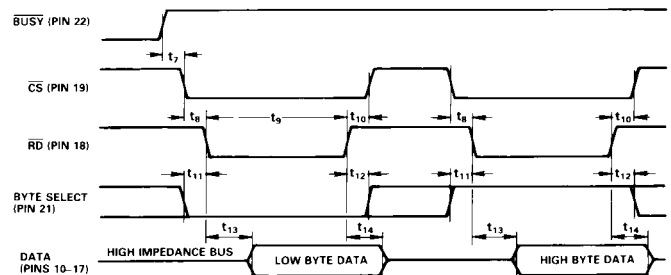 BUSY (PIN 22)
t7
CS (PIN 19)
t8 t9 t10 t8 t10
RD (PIN 18)
t11 t12 t11 t12
BYTE SELECT
(PIN 21)
t13 t14 t13 t14
DATA
(PINS 10–17)
HIGH IMPEDANCE BUS
LOW BYTE DATA
HIGH BYTE DATA